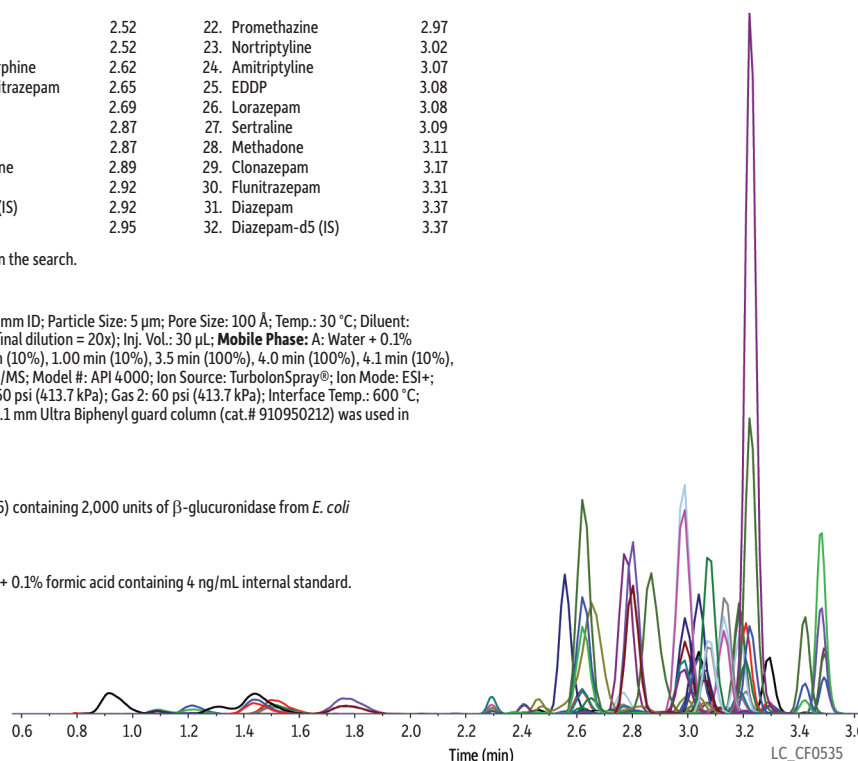 2.52 22. Promethazine 2.97
2.52 23. Nortriptyline 3.02
rphine 2.62 24. Amitriptyline 3.07
itrazepam 2.65 25. EDDP 3.08
2.69 26. Lorazepam 3.08
2.87 27. Sertraline 3.09
2.87 28. Methadone 3.11
ne 2.89 29. Clonazepam 3.17
2.92 30. Flunitrazepam 3.31
(IS) 2.92 31. Diazepam 3.37
2.95 32. Diazepam-d5 (IS) 3.37
n the search.
mm ID; Particle Size: 5 µm; Pore Size: 100 Å; Temp.: 30 °C; Diluent:
final dilution = 20x); Inj. Vol.: 30 µL; Mobile Phase: A: Water + 0.1%
n (10%), 1.00 min (10%), 3.5 min (100%), 4.0 min (100%), 4.1 min (10%),
/MS; Model #: API 4000; Ion Source: TurboIonSpray®; Ion Mode: ESI+;
60 psi (413.7 kPa); Gas 2: 60 psi (413.7 kPa); Interface Temp.: 600 °C;
.1 mm Ultra Biphenyl guard column (cat.# 910950212) was used in
) containing 2,000 units of β-glucuronidase from E. coli
+ 0.1% formic acid containing 4 ng/mL internal standard.
0.6 0.8 1.0 1.2 1.4 1.6 1.8 2.0 2.2 2.4 2.6 2.8 3.0 3.2 3.4 3.6
Time (min)
LC_CF0535